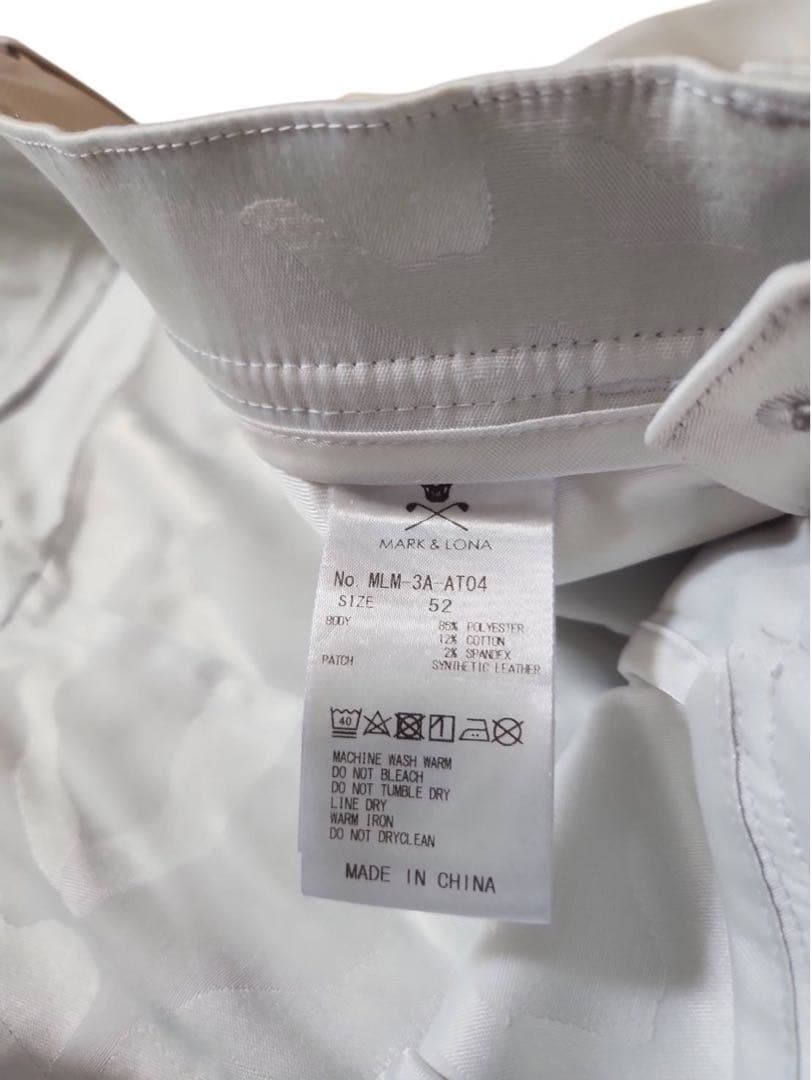 MARK & LONA
No. MLM-3A-AT04
SIZE 52
BODY 86% POLYESTER
12% COTTON
2% SPANDEX
PATCH SYNTHETIC LEATHER
40
MACHINE WASH WARM
DO NOT BLEACH
DO NOT TUMBLE DRY
LINE DRY
WARM IRON
DO NOT DRYCLEAN
MADE IN CHINA